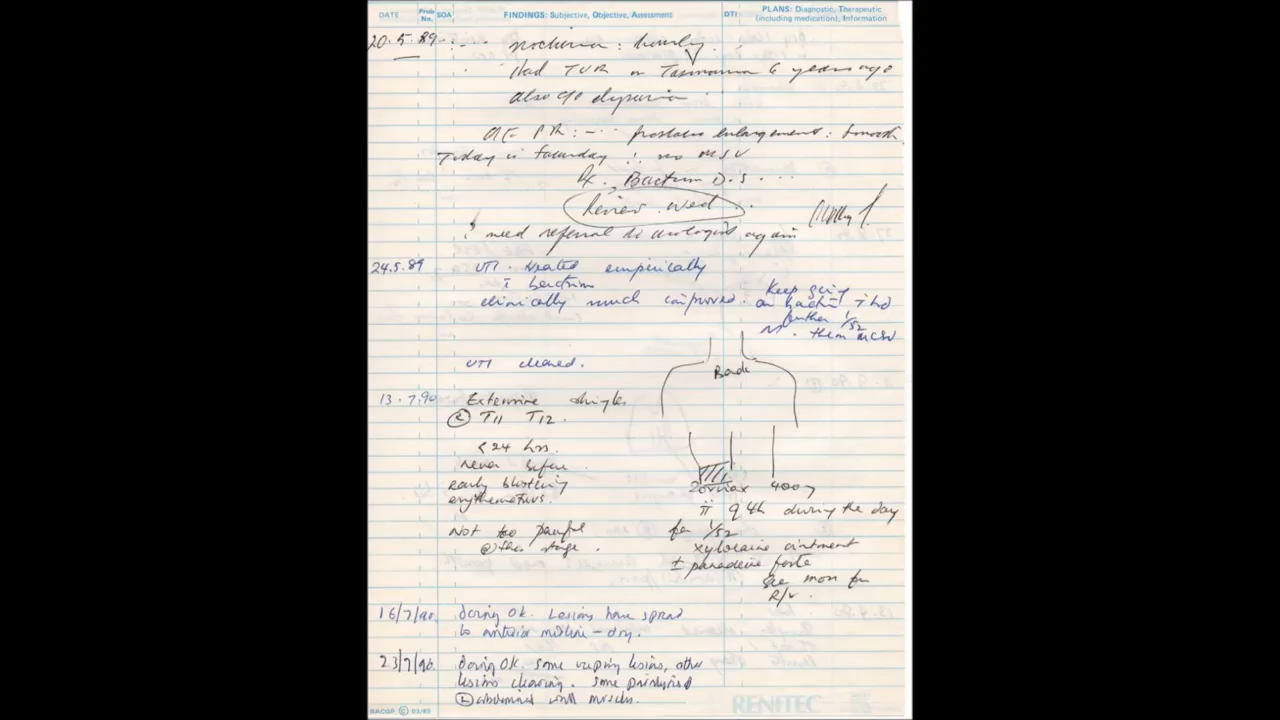 DATE Prob No. SOA FINDINGS: Subjective, Objective, Assessment DTI PLANS: Diagnostic, Therapeutic (including medication), Information
20.5.89 nocturia: hourly
Had TUR in Tasmania 6 years ago
also c/o dysuria
O/E PR: prostatic enlargement: smooth
Today is Saturday ∴ no MSU
Rx. Bactrim D.S.
Review Wed
? need referral to urologist again
24.5.89 UTI. treated empirically
c̄ bactrim
clinically much improved.
Keep going
on bactrim
further 1/52
then MCSU
UTI cleared.
Back
13.7.90 Extensive shingles
T11 T12.
<24 hrs.
never before.
early blistering
erythematous.
Zovirax 400
ii q 4h during the day
for 1/52
Not too painful
@ this stage.
xylocaine ointment
± panadeine forte
See mon for
R/v.
16/7/90. doing OK. Lesions have spread
to anterior midline - dry.
23/7/90. doing OK. some weeping lesions, other
lesions clearing. some
abdominal wall muscles.
RACGP © 03/85
RENITEC